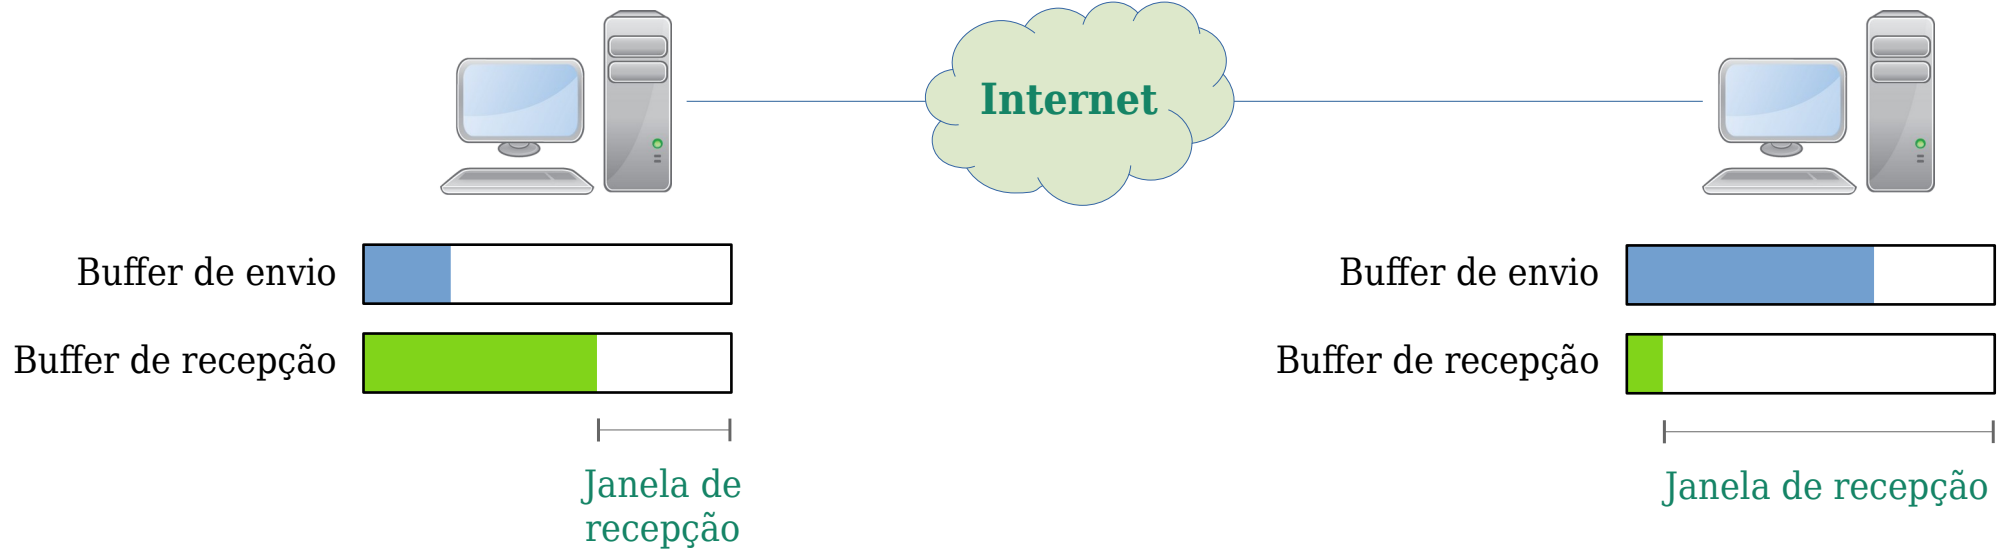 Internet
Buffer de envio
Buffer de recepção
Janela de
recepção
Buffer de envio
Buffer de recepção
Janela de recepção